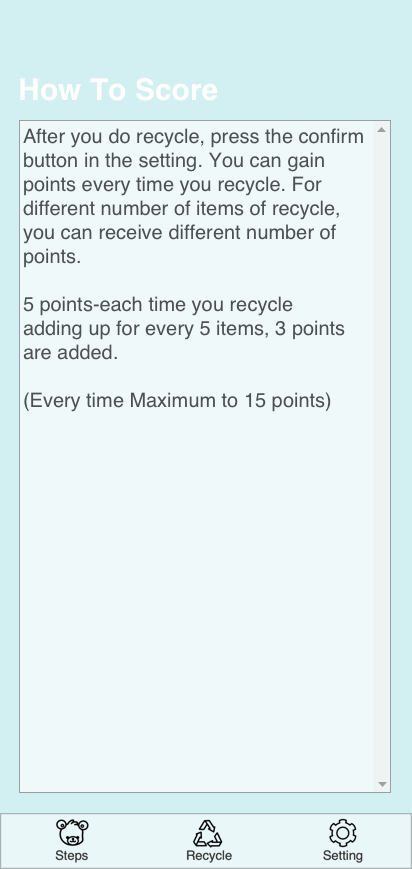 How To Score
After you do recycle, press the confirm
button in the setting. You can gain
points every time you recycle. For
different number of items of recycle,
you can receive different number of
points.
5 points-each time you recycle
adding up for every 5 items, 3 points
are added.
(Every time Maximum to 15 points)
Steps
Recycle
Setting